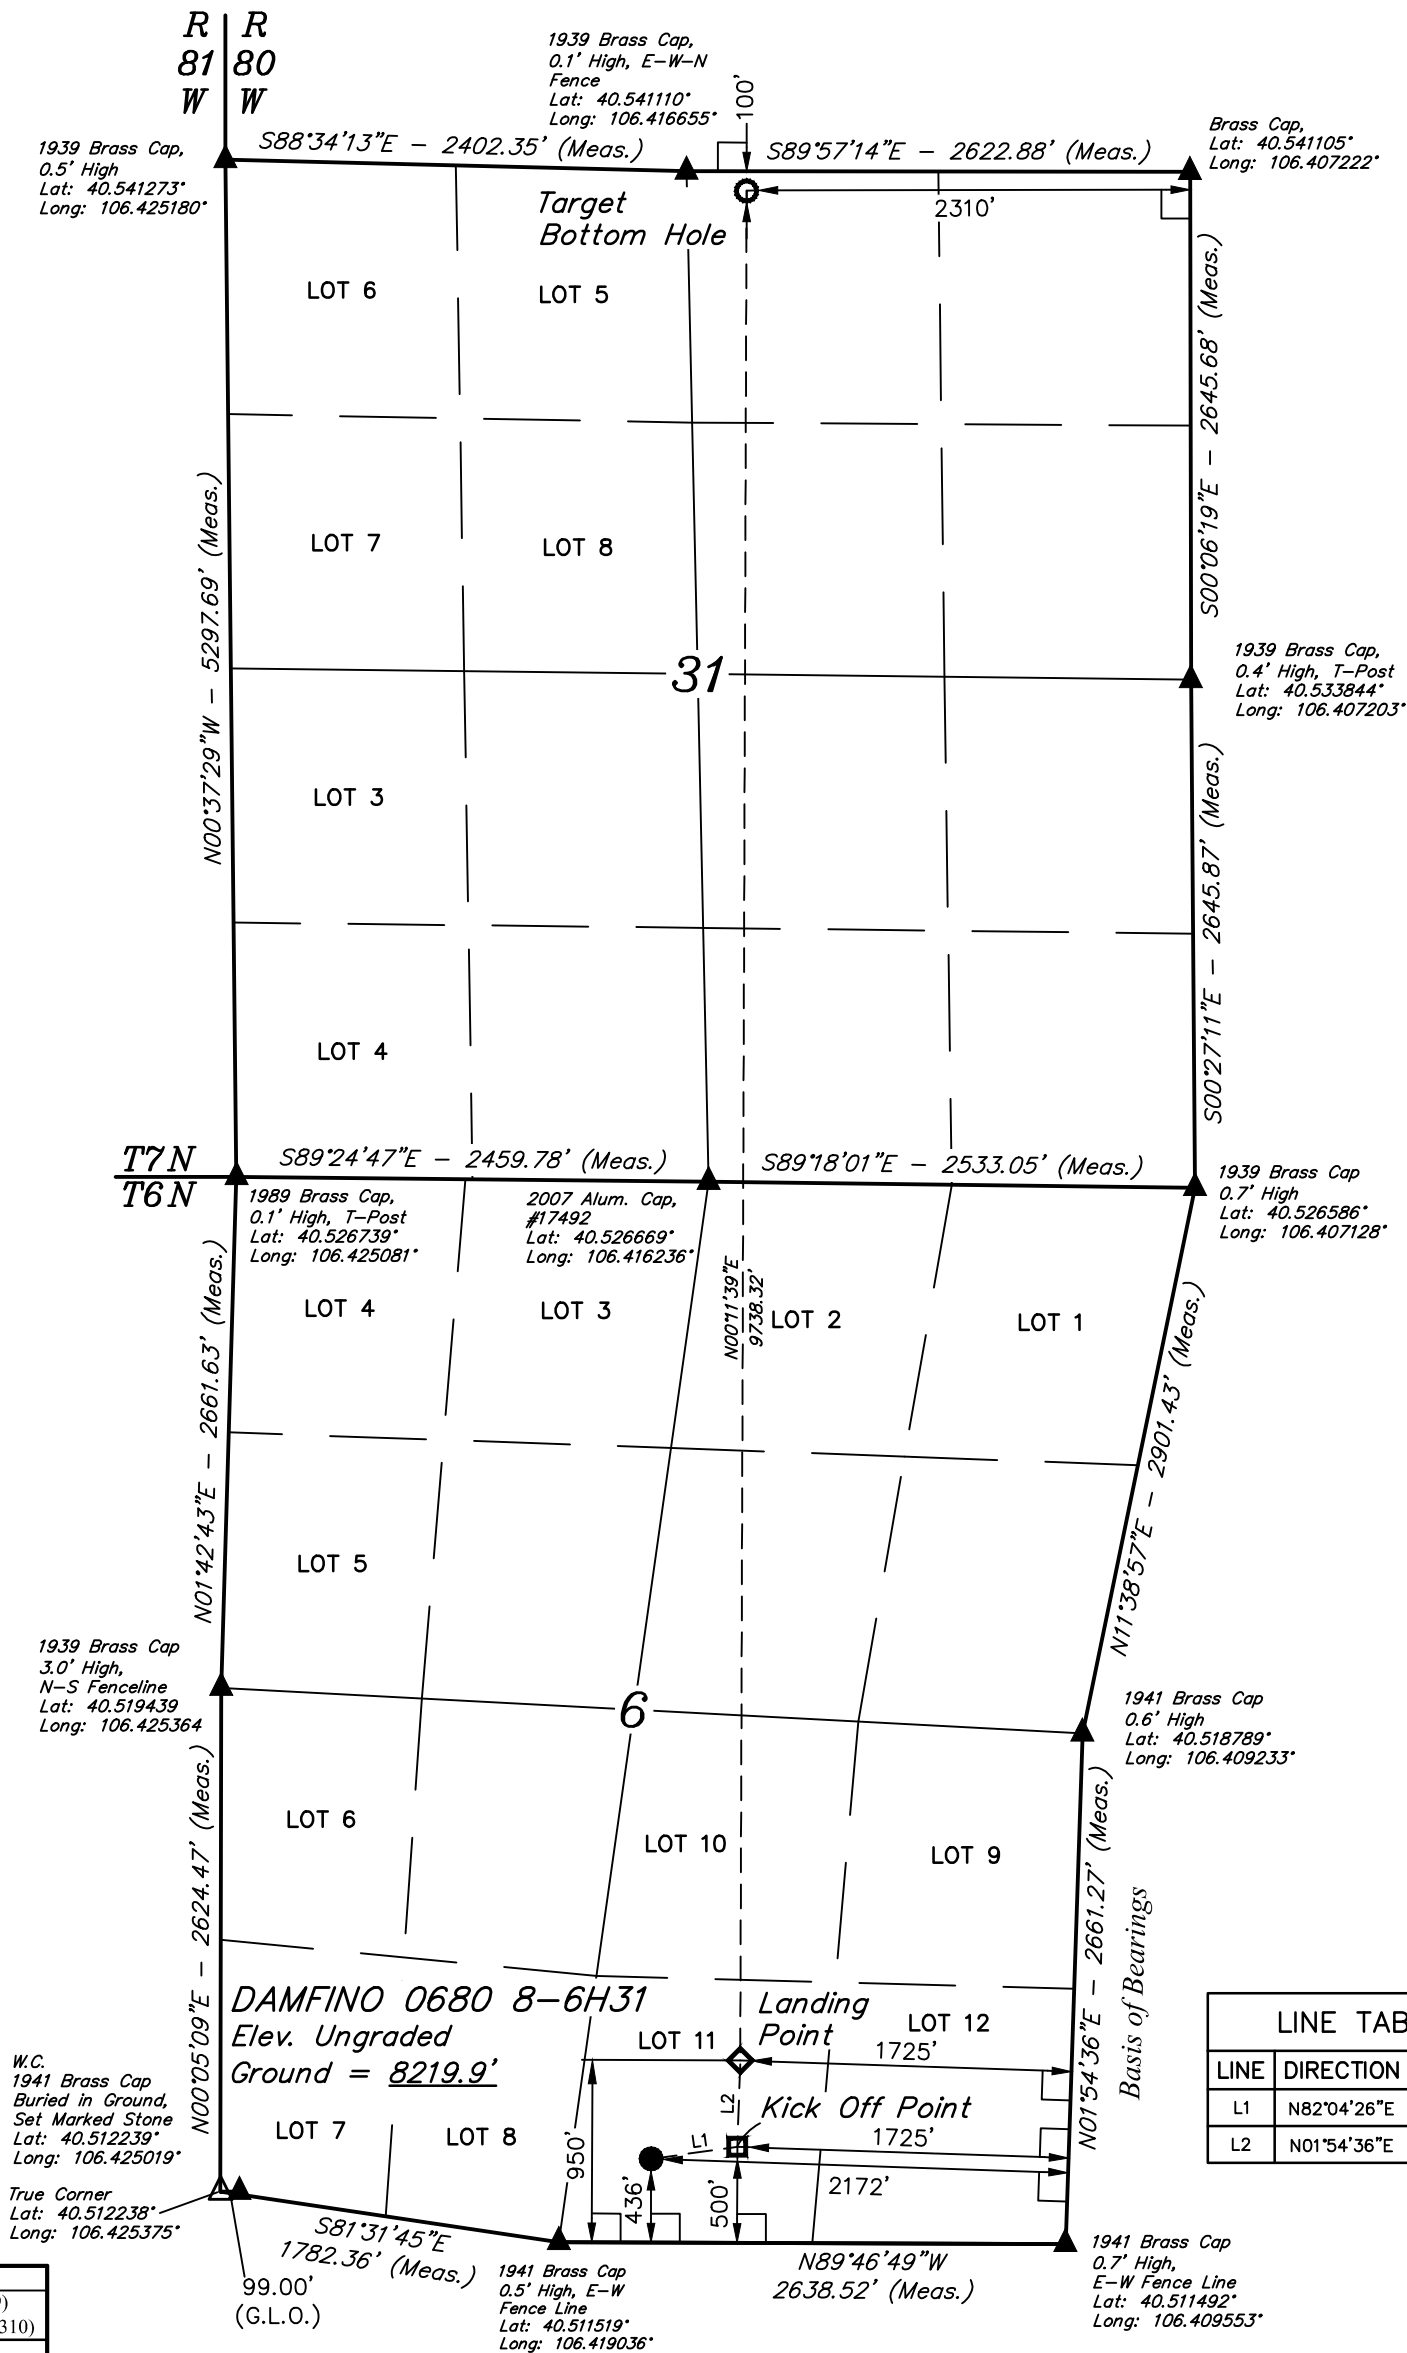 R R
81 80
W W
1939 Brass Cap,
0.1' High, E-W-N
Fence
Lat: 40.541110°
Long: 106.416655°
100'
1939 Brass Cap,
0.5' High
Lat: 40.541273°
Long: 106.425180°
S88°34'13"E - 2402.35' (Meas.)
S89°57'14"E - 2622.88' (Meas.)
Brass Cap,
Lat: 40.541105°
Long: 106.407222°
Target
Bottom Hole
2310'
LOT 6
LOT 5
S00°06'19"E - 2645.68' (Meas.)
LOT 7
LOT 8
N00°37'29"W - 5297.69' (Meas.)
31
1939 Brass Cap,
0.4' High, T-Post
Lat: 40.533844°
Long: 106.407203°
LOT 3
S00°27'11"E - 2645.87' (Meas.)
LOT 4
T7N
T6N
S89°24'47"E - 2459.78' (Meas.)
S89°18'01"E - 2533.05' (Meas.)
1989 Brass Cap,
0.1' High, T-Post
Lat: 40.526739°
Long: 106.425081°
2007 Alum. Cap,
#17492
Lat: 40.526669°
Long: 106.416236°
1939 Brass Cap
0.7' High
Lat: 40.526586°
Long: 106.407128°
N00°11'39"E
9738.32'
LOT 4
LOT 3
LOT 2
LOT 1
N01°42'43"E - 2661.63' (Meas.)
N11°38'57"E - 2901.43' (Meas.)
LOT 5
1939 Brass Cap
3.0' High,
N-S Fenceline
Lat: 40.519439
Long: 106.425364
6
1941 Brass Cap
0.6' High
Lat: 40.518789°
Long: 106.409233°
LOT 6
LOT 10
LOT 9
N00°05'09"E - 2624.47' (Meas.)
N01°54'36"E - 2661.27' (Meas.)
Basis of Bearings
DAMFINO 0680 8-6H31
Elev. Ungraded
Ground = 8219.9'
Landing
Point
LOT 11
LOT 12
1725'
LINE TAB
LINE DIRECTION
L1 N82°04'26"E
L2 N01°54'36"E
W.C.
1941 Brass Cap
Buried in Ground,
Set Marked Stone
Lat: 40.512239°
Long: 106.425019°
LOT 7
LOT 8
L2
Kick Off Point
L1
1725'
950'
436'
500'
2172'
True Corner
Lat: 40.512238°
Long: 106.425375°
S81°31'45"E
1782.36' (Meas.)
99.00'
(G.L.O.)
1941 Brass Cap
0.5' High, E-W
Fence Line
Lat: 40.511519°
Long: 106.419036°
N89°46'49"W
2638.52' (Meas.)
1941 Brass Cap
0.7' High,
E-W Fence Line
Lat: 40.511492°
Long: 106.409553°
310)